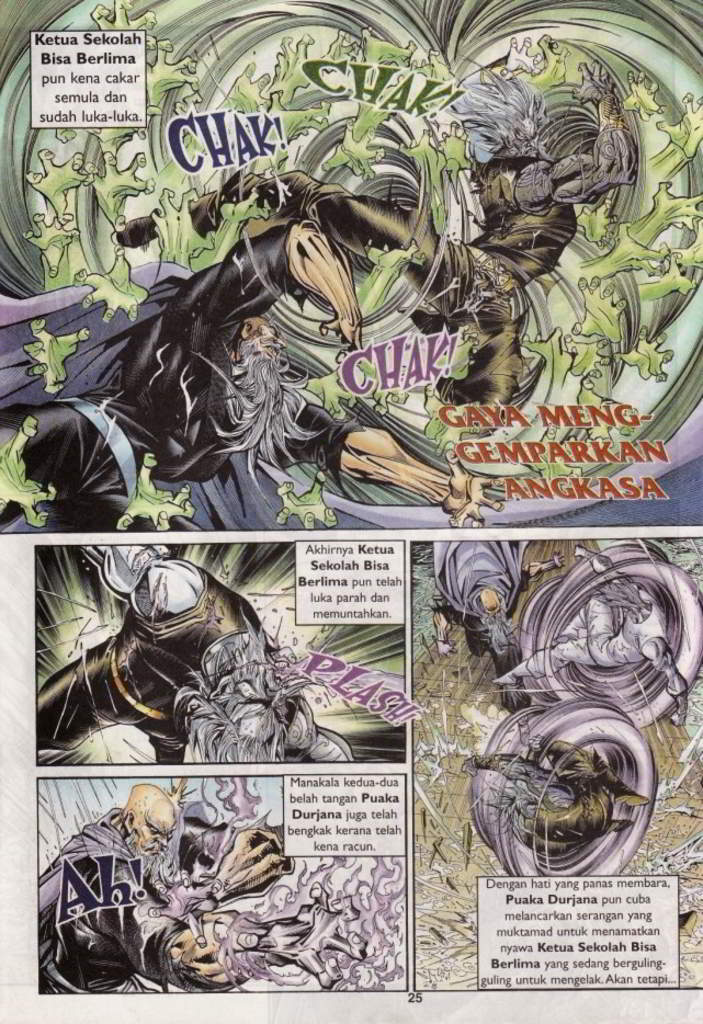 Ketua Sekolah
Bisa Berlima
pun kena cakar
semula dan
sudah luka-luka.
CHAK!
CHAK!
CHAK!
GAYA MENG-
GEMPARKAN
ANGKASA
Akhirnya Ketua
Sekolah Bisa
Berlima pun telah
luka parah dan
memuntahkan.
PLASH!
Manakala kedua-dua
belah tangan Puaka
Durjana juga telah
bengkak kerana telah
kena racun.
Ah!
Dengan hati yang panas membara,
Puaka Durjana pun cuba
melancarkan serangan yang
muktamad untuk menamatkan
nyawa Ketua Sekolah Bisa
Berlima yang sedang berguling-
guling untuk mengelak. Akan tetapi...
25